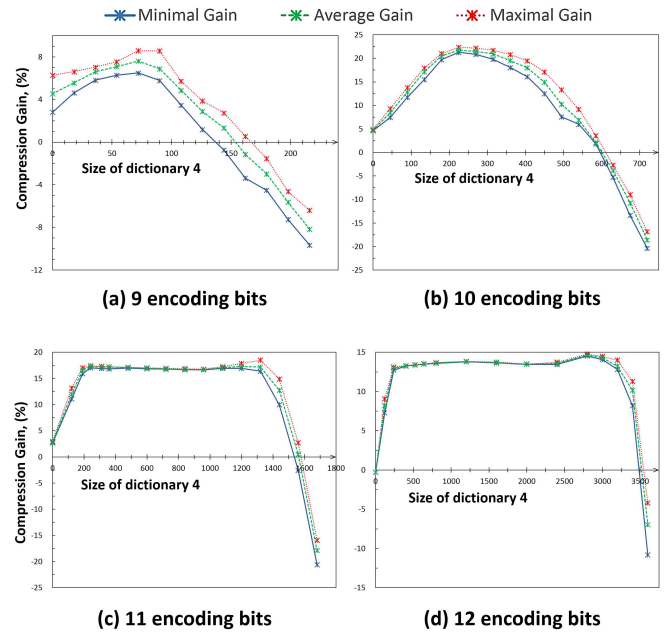 Minimal Gain Average Gain Maximal Gain
Compression Gain, (%)
8
4
0
-4
-8
-12
0 50 100 150 200
Size of dictionary 4
(a) 9 encoding bits
25
20
15
10
5
0
-5
-10
-15
-20
-25
0 100 200 300 400 500 600 700
Size of dictionary 4
(b) 10 encoding bits
Compression Gain, (%)
20
15
10
5
0
-5
-10
-15
-20
-25
0 200 400 600 800 1000 1200 1400 1600 1800
Size of dictionary 4
(c) 11 encoding bits
15
10
5
0
-5
-10
-15
0 500 1000 1500 2000 2500 3000 3500
Size of dictionary 4
(d) 12 encoding bits